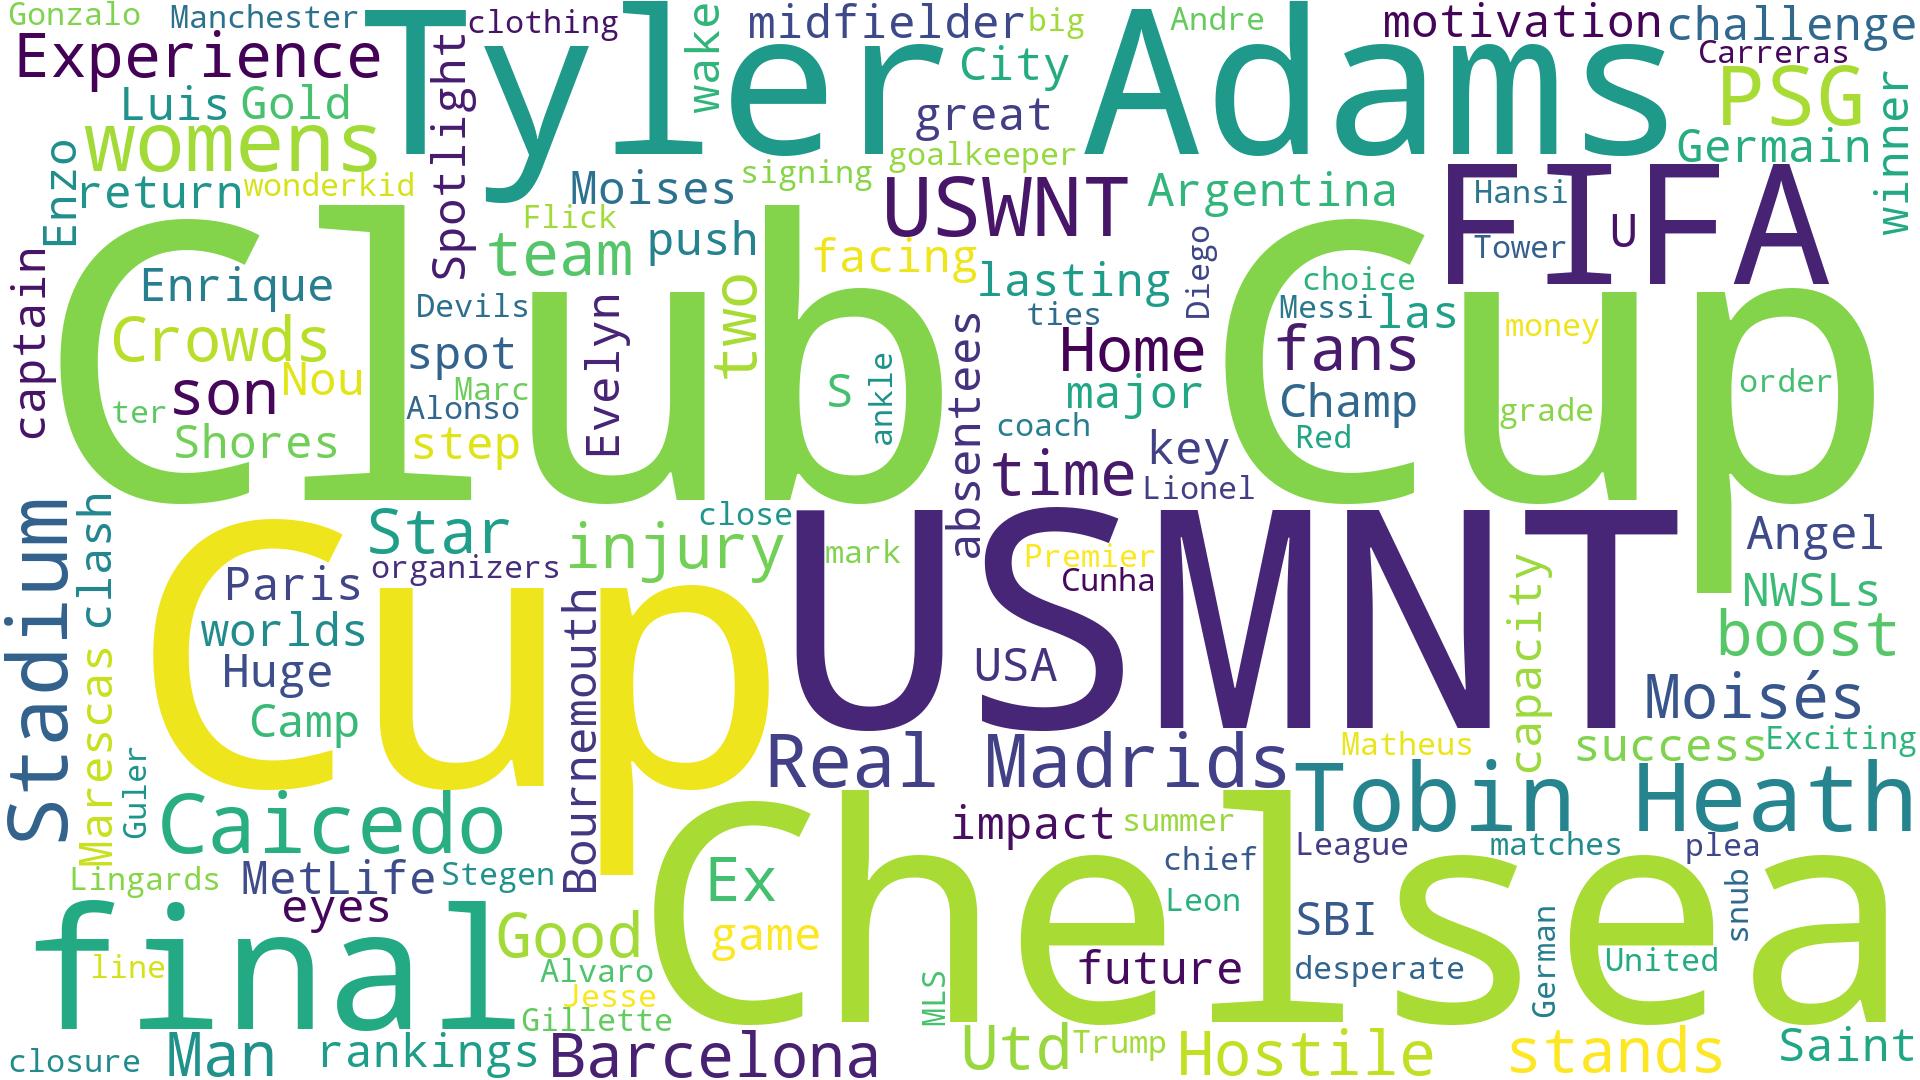 Gonzalo
Manchester
Tyler Adams
clothing
wake
midfielder
big
Andre
motivation
challenge
Experience
Spotlight
City
Carreras
Luis
Gold
great
PSG
womens
Enzo
goalkeeper
Germain
winner
return
wonderkid
Moises
signing
USWNT
Argentina
FIFA
Hansi
U
Tower
Flick
team
push
facing
lasting
Diego
choice
captain
Club Cup
Enrique
Devils
two
ties
Messi
las
money
Crowds
spot
Evelyn
absentees
Home
fans
son
Nou
Marc
S
ankle
major
Champ
order
ter
Alonso
coach
grade
Shores
step
key
Red
time
Lionel
Stadium
clash
Star
close
USMNT
Angel
organizers
injury
mark
Premier
Cunha
capacity
Cup
Paris
NWSLs
worlds
Bournemouth
boost
Huge
USA
Marescas
Camp
Moisés
Guler
Real Madrids
Matheus
success
Exciting
Caicedo
Tobin Heath
impact
summer
League
matches
plea
Chelsea
Lingards
MetLife
Stegen
Ex
chief
snub
eyes
Leon
SBI
German
final
Good
game
line
Alvaro
future
desperate
United
Jesse
MLS
Gillette
closure
Man
rankings
Barcelona
Utd
Trump
Hostile
stands
Saint